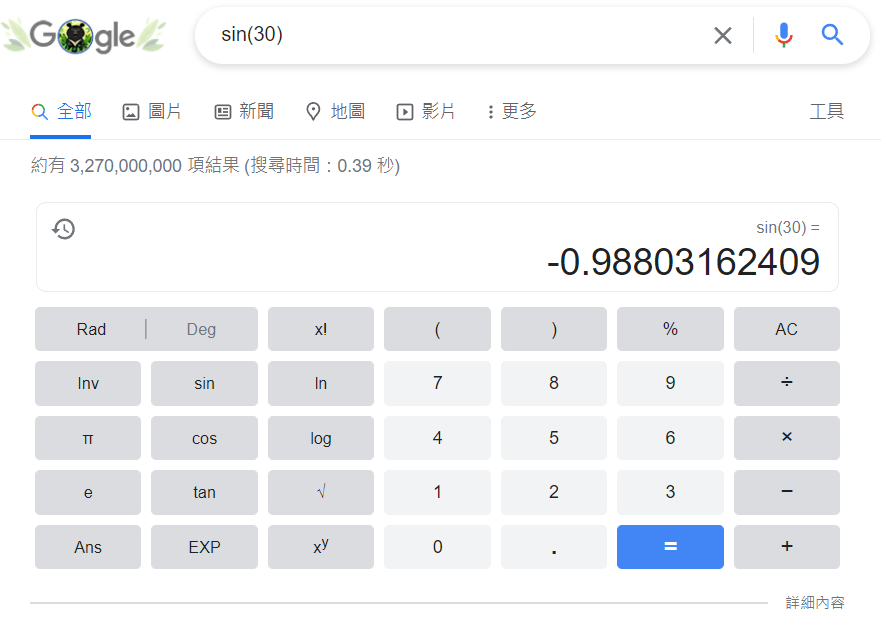 Google
sin(30)
全部 圖片 新聞 地圖 影片 更多 工具
約有 3,270,000,000 項結果 (搜尋時間：0.39 秒)
sin(30) =
-0.98803162409
Rad | Deg x! ( ) % AC
Inv sin ln 7 8 9 ÷
π cos log 4 5 6 ×
e tan √ 1 2 3 −
Ans EXP xʸ 0 . = +
詳細內容